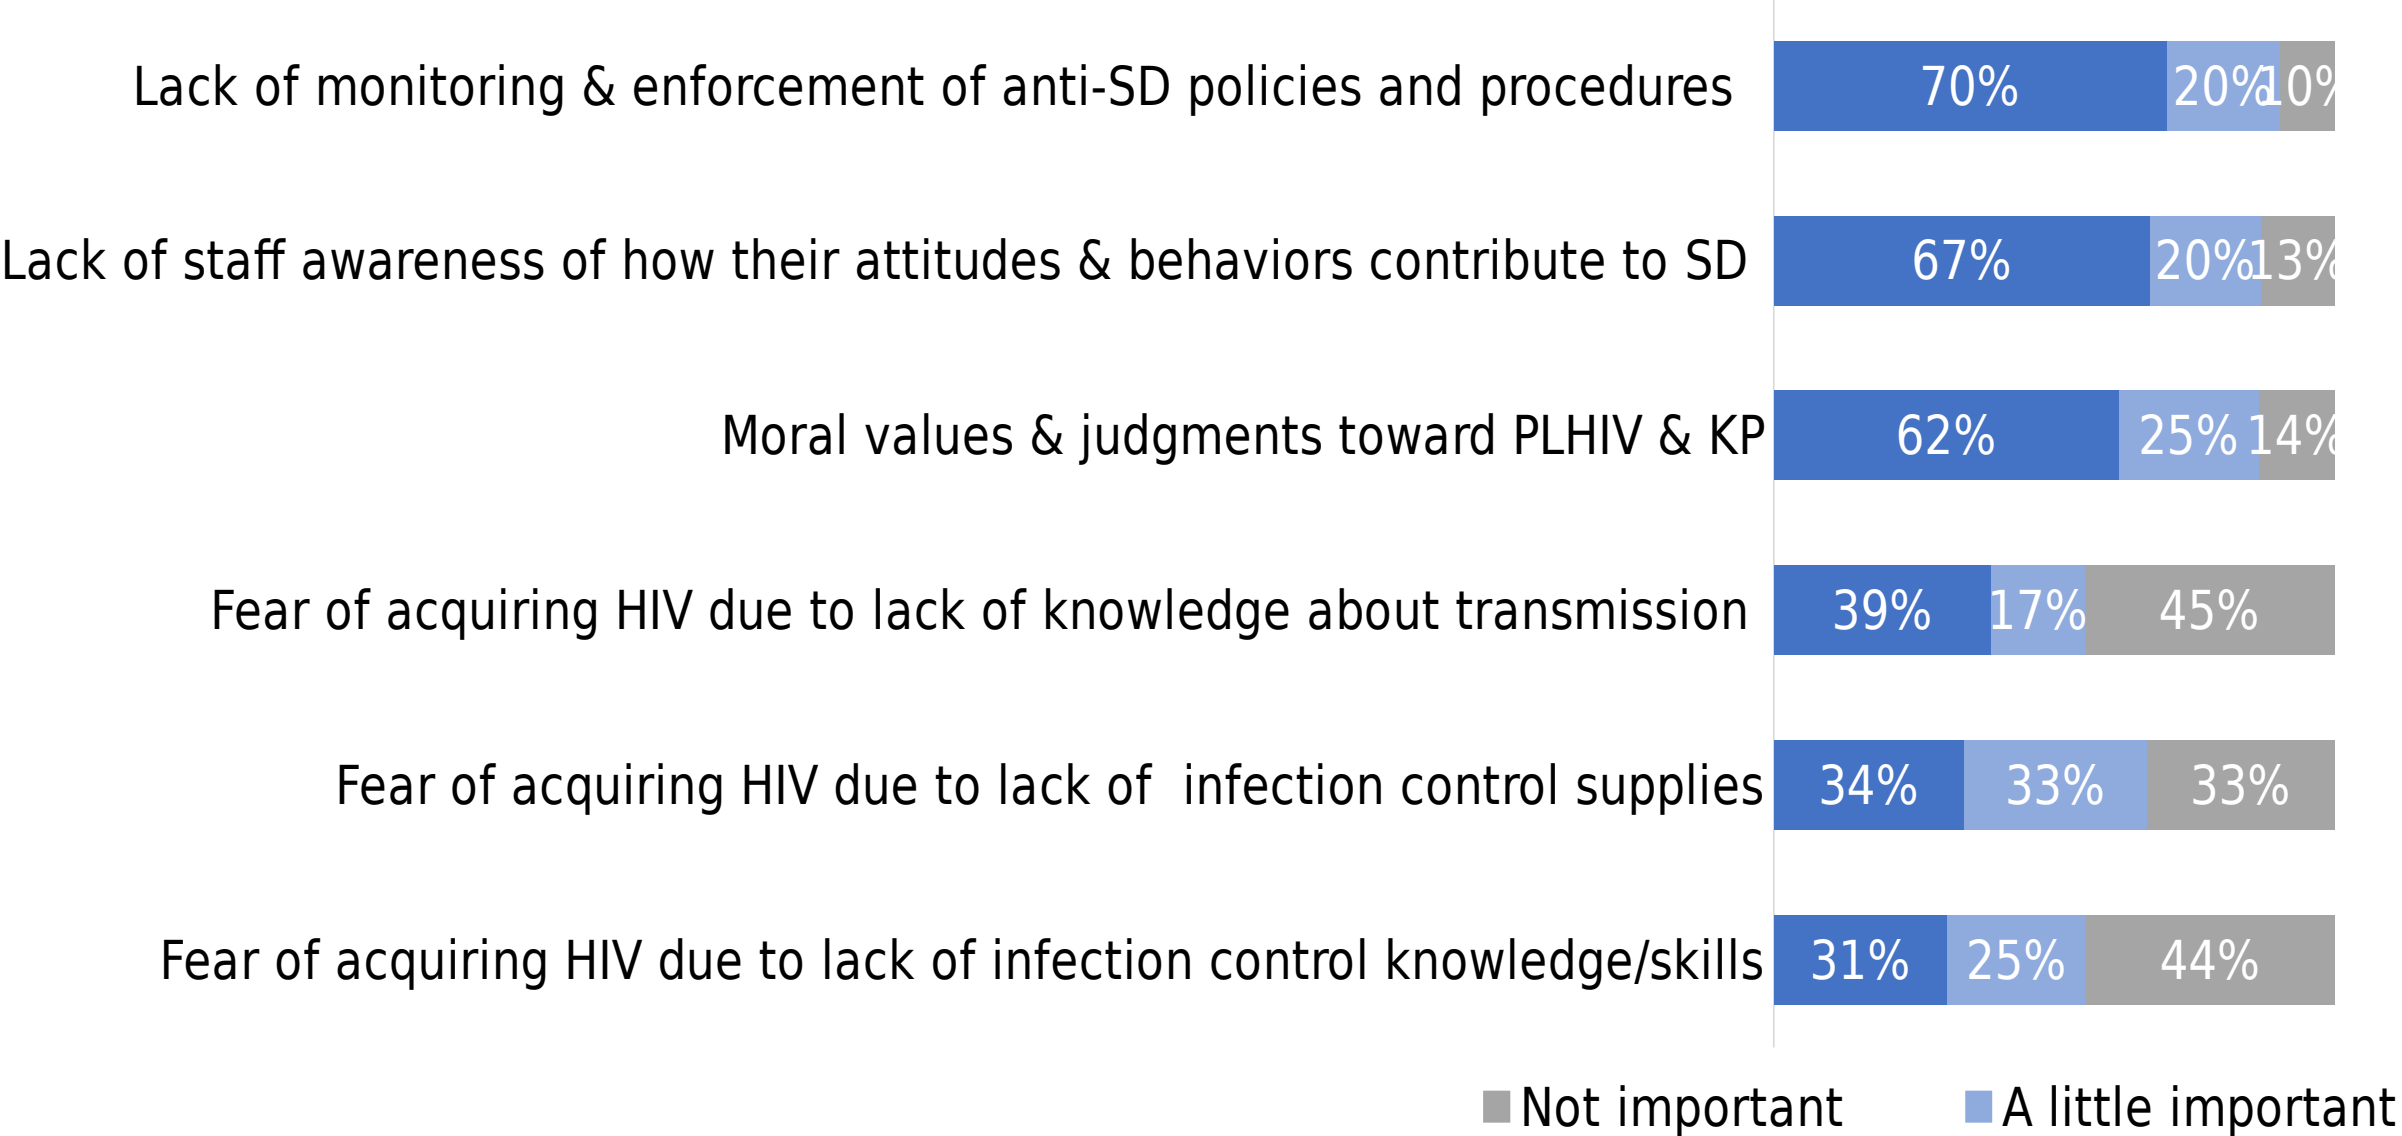 Lack of monitoring & enforcement of anti-SD policies and procedures 70% 20% 10%
Lack of staff awareness of how their attitudes & behaviors contribute to SD 67% 20% 13%
Moral values & judgments toward PLHIV & KP 62% 25% 14%
Fear of acquiring HIV due to lack of knowledge about transmission 39% 17% 45%
Fear of acquiring HIV due to lack of  infection control supplies 34% 33% 33%
Fear of acquiring HIV due to lack of infection control knowledge/skills 31% 25% 44%
Not important A little important